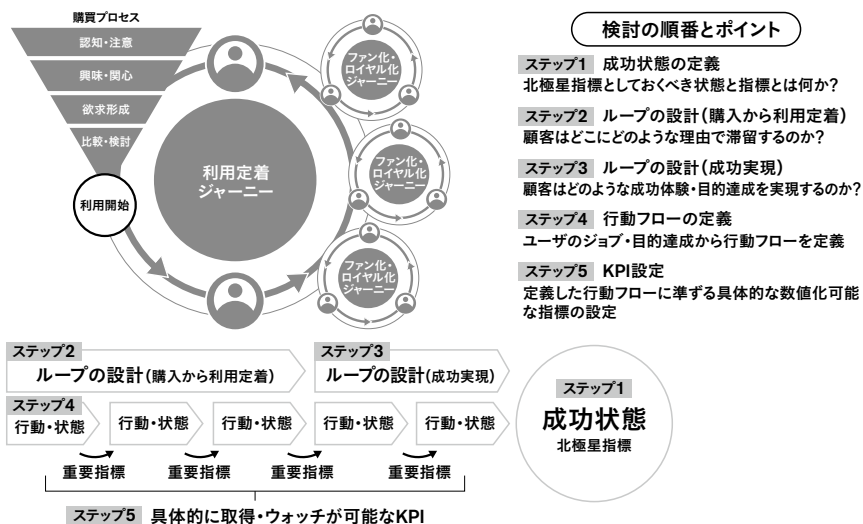 購買プロセス
認知・注意
興味・関心
欲求形成
比較・検討
利用開始
利用定着
ジャーニー
ファン化・
ロイヤル化
ジャーニー
ファン化・
ロイヤル化
ジャーニー
ファン化・
ロイヤル化
ジャーニー
検討の順番とポイント
ステップ1 成功状態の定義
北極星指標としておくべき状態と指標とは何か?
ステップ2 ループの設計(購入から利用定着)
顧客はどこにどのような理由で滞留するのか?
ステップ3 ループの設計(成功実現)
顧客はどのような成功体験・目的達成を実現するのか?
ステップ4 行動フローの定義
ユーザのジョブ・目的達成から行動フローを定義
ステップ5 KPI設定
定義した行動フローに準ずる具体的な数値化可能
な指標の設定
ステップ2
ループの設計(購入から利用定着)
ステップ3
ループの設計(成功実現)
ステップ4
行動・状態
行動・状態
行動・状態
行動・状態
行動・状態
重要指標
重要指標
重要指標
重要指標
ステップ5 具体的に取得・ウォッチが可能なKPI
ステップ1
成功状態
北極星指標